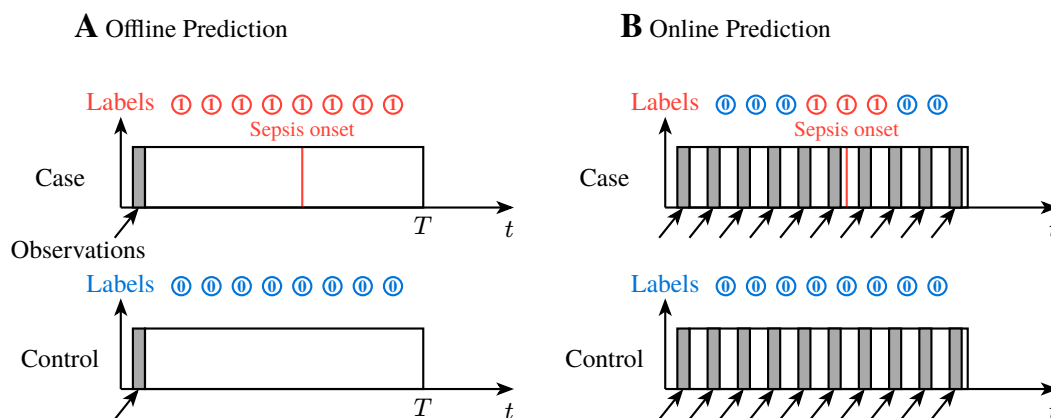 A Offline Prediction
Labels 1 1 1 1 1 1 1 1
Sepsis onset
Case
T t
Observations
Labels 0 0 0 0 0 0 0 0
Control
T t
B Online Prediction
Labels 0 0 0 1 1 1 0 0
Sepsis onset
Case
t
Labels 0 0 0 0 0 0 0 0
Control
t